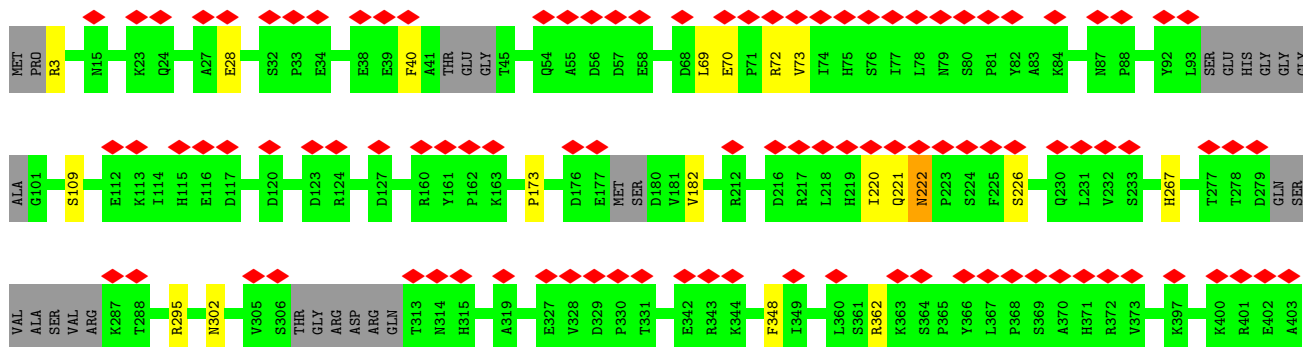 MET PRO R3 N15 K23 Q24 A27 E28 S32 P33 E34 E38 E39 F40 A41 THR GLU GLY T45 Q54 A55 D56 D57 E58 D68 L69 E70 P71 R72 V73 I74 H75 S76 I77 L78 N79 S80 P81 Y82 A83 K84 N87 P88 Y92 L93 SER GLU HIS GLY GLY GLY
ALA G101 S109 E112 K113 I114 H115 E116 D117 D120 D123 R124 D127 R160 Y161 P162 K163 P173 D176 E177 MET SER D180 V181 V182 R212 D216 R217 L218 H219 I220 Q221 N222 P223 S224 F225 S226 Q230 L231 V232 S233 H267 T277 T278 D279 GLN SER
VAL ALA SER VAL ARG K287 T288 R295 N302 V305 S306 THR GLY ARG ASP ARG GLN T313 N314 H315 A319 E327 V328 D329 P330 T331 E342 R343 K344 F348 I349 L360 S361 R362 K363 S364 P365 Y366 L367 P368 S369 A370 H371 R372 V373 K397 K400 R401 E402 A403